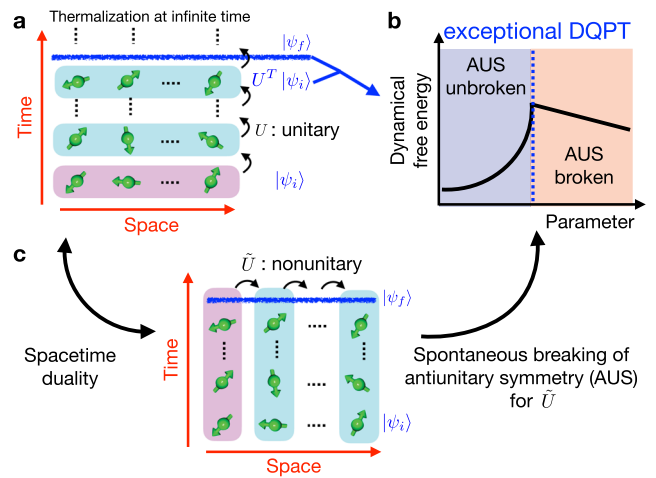 a
Thermalization at infinite time
Time
|ψ_f⟩
U^T |ψ_i⟩
....
U : unitary
....
|ψ_i⟩
....
Space
b
exceptional DQPT
Dynamical
free energy
AUS
unbroken
AUS
broken
Parameter
c
Ũ : nonunitary
Time
|ψ_f⟩
....
....
|ψ_i⟩
....
Space
Spacetime
duality
Spontaneous breaking of
antiunitary symmetry (AUS)
for Ũ